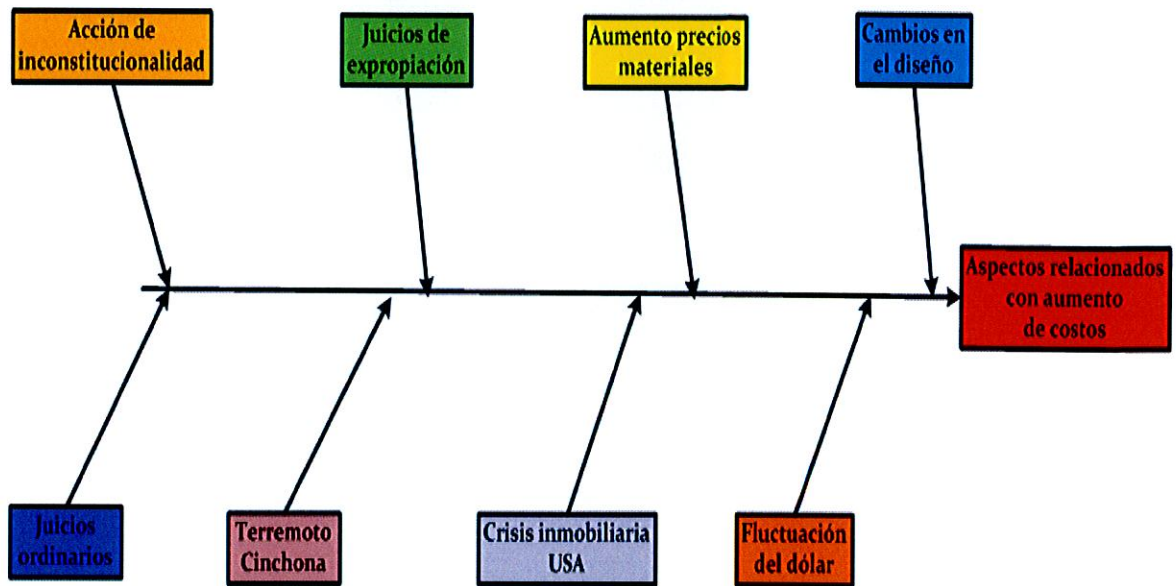 Acción de
inconstitucionalidad
Juicios de
expropiación
Aumento precios
materiales
Cambios en
el diseño
Aspectos relacionados
con aumento
de costos
Juicios
ordinarios
Terremoto
Cinchona
Crisis inmobiliaria
USA
Fluctuación
del dólar